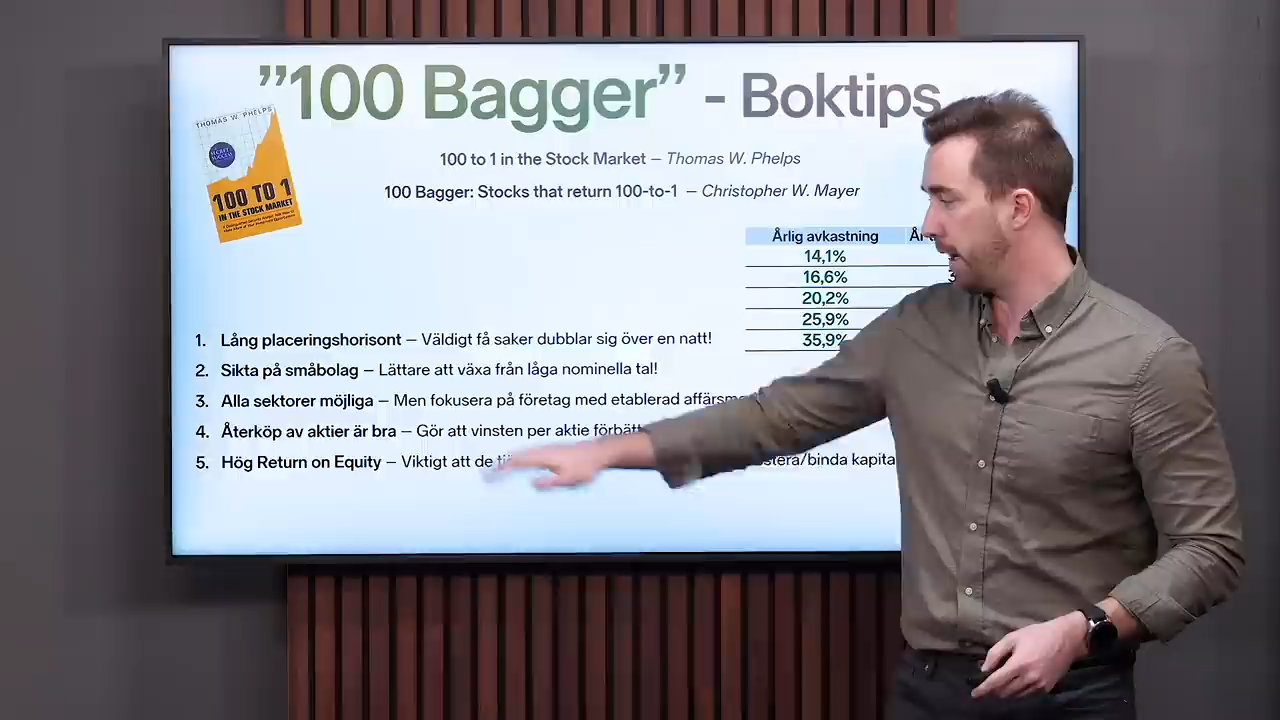 ”100 Bagger” - Boktips
THOMAS W. PHELPS
SECRET
SUCCESS
100 TO 1
IN THE STOCK MARKET
100 to 1 in the Stock Market – Thomas W. Phelps
100 Bagger: Stocks that return 100-to-1 – Christopher W. Mayer
Årlig avkastning
14,1%
16,6%
20,2%
25,9%
35,9%
1. Lång placeringshorisont – Väldigt få saker dubblar sig över en natt!
2. Sikta på småbolag – Lättare att växa från låga nominella tal!
3. Alla sektorer möjliga – Men fokusera på företag med etablerad
4. Återköp av aktier är bra – Gör att vinsten per aktie
5. Hög Return on Equity – Viktigt att de